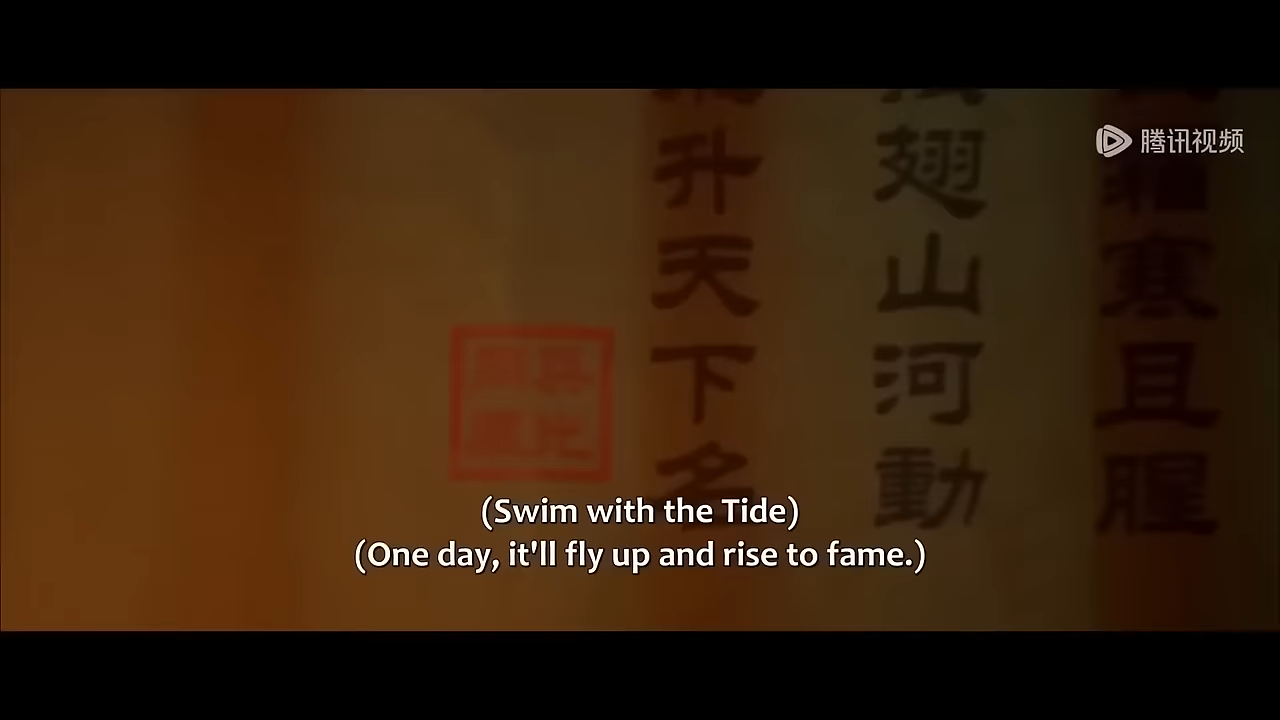 腾讯视频
寒且腥
翅山河動
升天下名
(Swim with the Tide)
(One day, it'll fly up and rise to fame.)